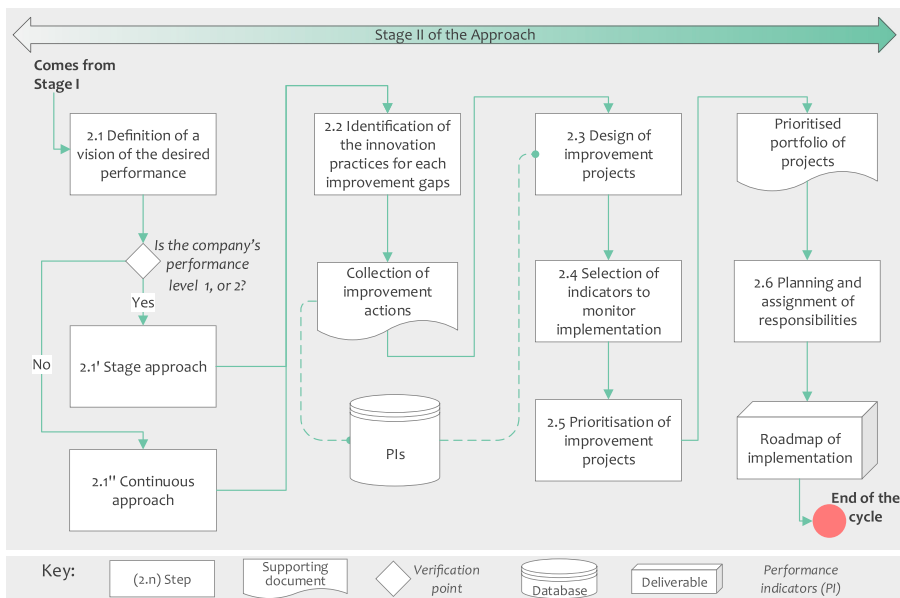 Stage II of the Approach
Comes from
Stage I
2.1 Definition of a
vision of the desired
performance
Is the company's
performance
level 1, or 2?
Yes
No
2.1' Stage approach
2.1" Continuous
approach
2.2 Identification of
the innovation
practices for each
improvement gaps
Collection of
improvement
actions
PIs
2.3 Design of
improvement
projects
2.4 Selection of
indicators to
monitor
implementation
2.5 Prioritisation of
improvement
projects
Prioritised
portfolio of
projects
2.6 Planning and
assignment of
responsibilities
Roadmap of
implementation
End of the
cycle
Key:
(2.n) Step
Supporting
document
Verification
point
Database
Deliverable
Performance
indicators (PI)